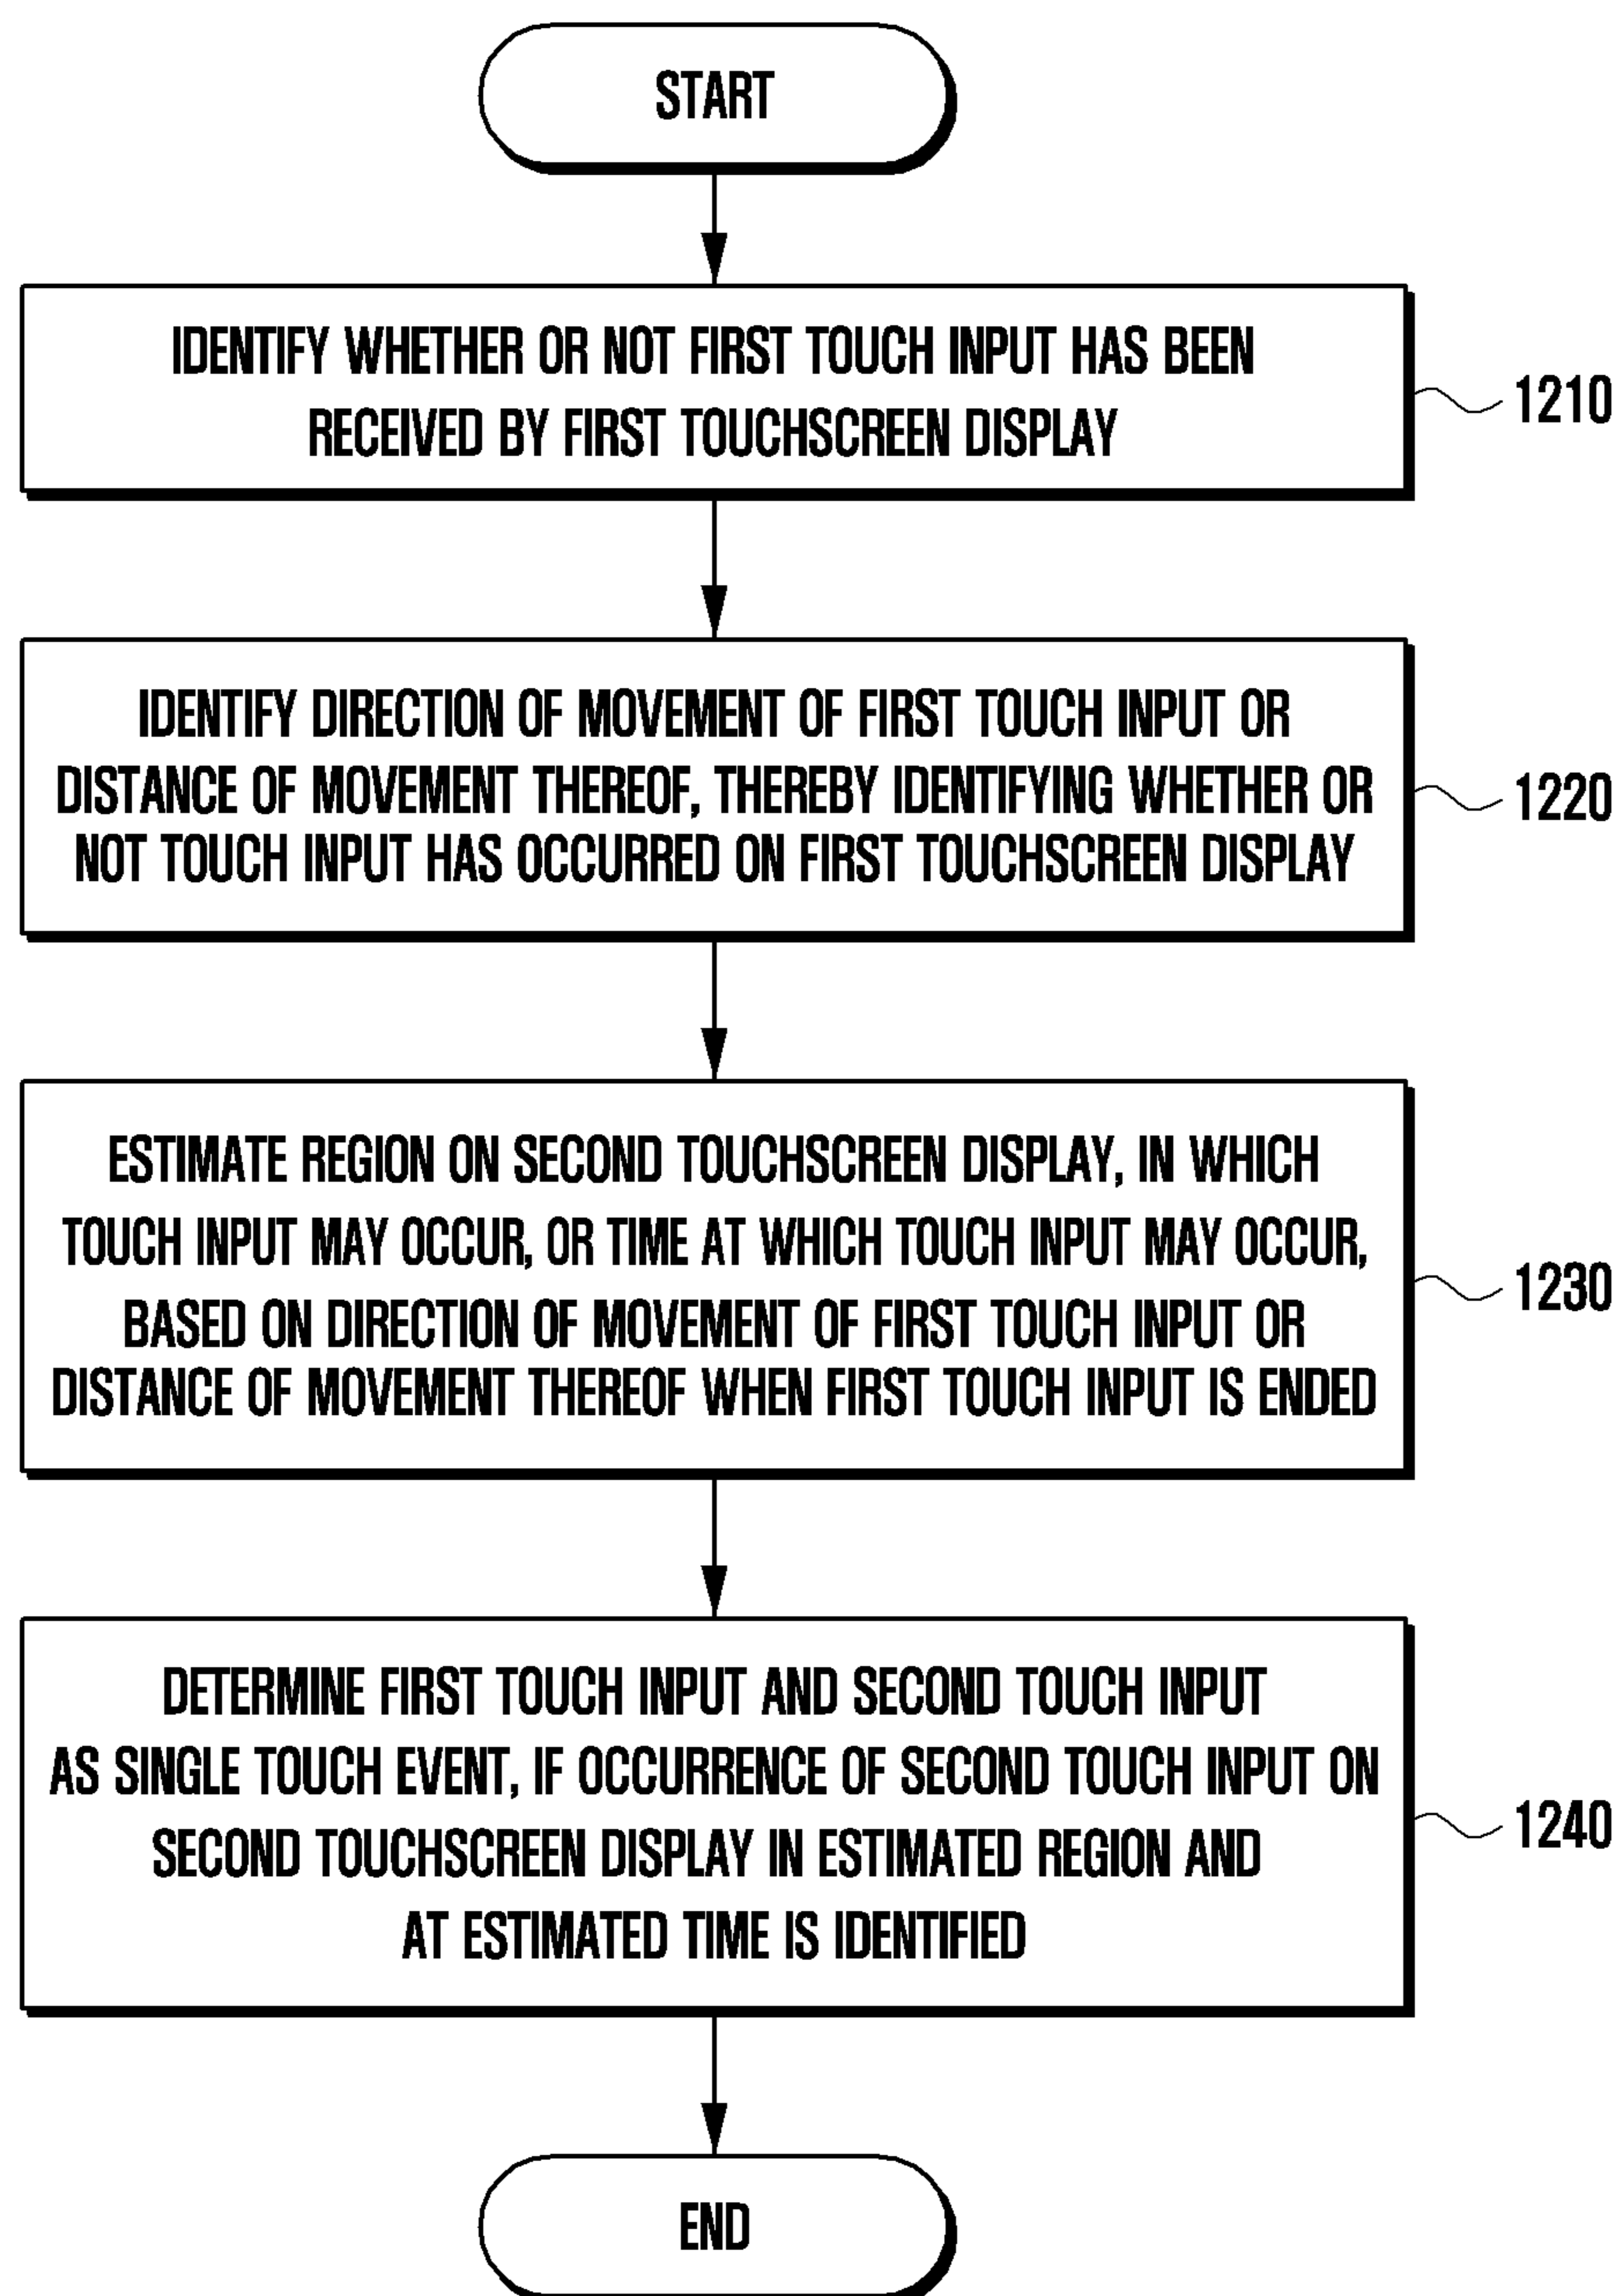 START
IDENTIFY WHETHER OR NOT FIRST TOUCH INPUT HAS BEEN
RECEIVED BY FIRST TOUCHSCREEN DISPLAY
1210
IDENTIFY DIRECTION OF MOVEMENT OF FIRST TOUCH INPUT OR
DISTANCE OF MOVEMENT THEREOF, THEREBY IDENTIFYING WHETHER OR
NOT TOUCH INPUT HAS OCCURRED ON FIRST TOUCHSCREEN DISPLAY
1220
ESTIMATE REGION ON SECOND TOUCHSCREEN DISPLAY, IN WHICH
TOUCH INPUT MAY OCCUR, OR TIME AT WHICH TOUCH INPUT MAY OCCUR,
BASED ON DIRECTION OF MOVEMENT OF FIRST TOUCH INPUT OR
DISTANCE OF MOVEMENT THEREOF WHEN FIRST TOUCH INPUT IS ENDED
1230
DETERMINE FIRST TOUCH INPUT AND SECOND TOUCH INPUT
AS SINGLE TOUCH EVENT, IF OCCURRENCE OF SECOND TOUCH INPUT ON
SECOND TOUCHSCREEN DISPLAY IN ESTIMATED REGION AND
AT ESTIMATED TIME IS IDENTIFIED
1240
END